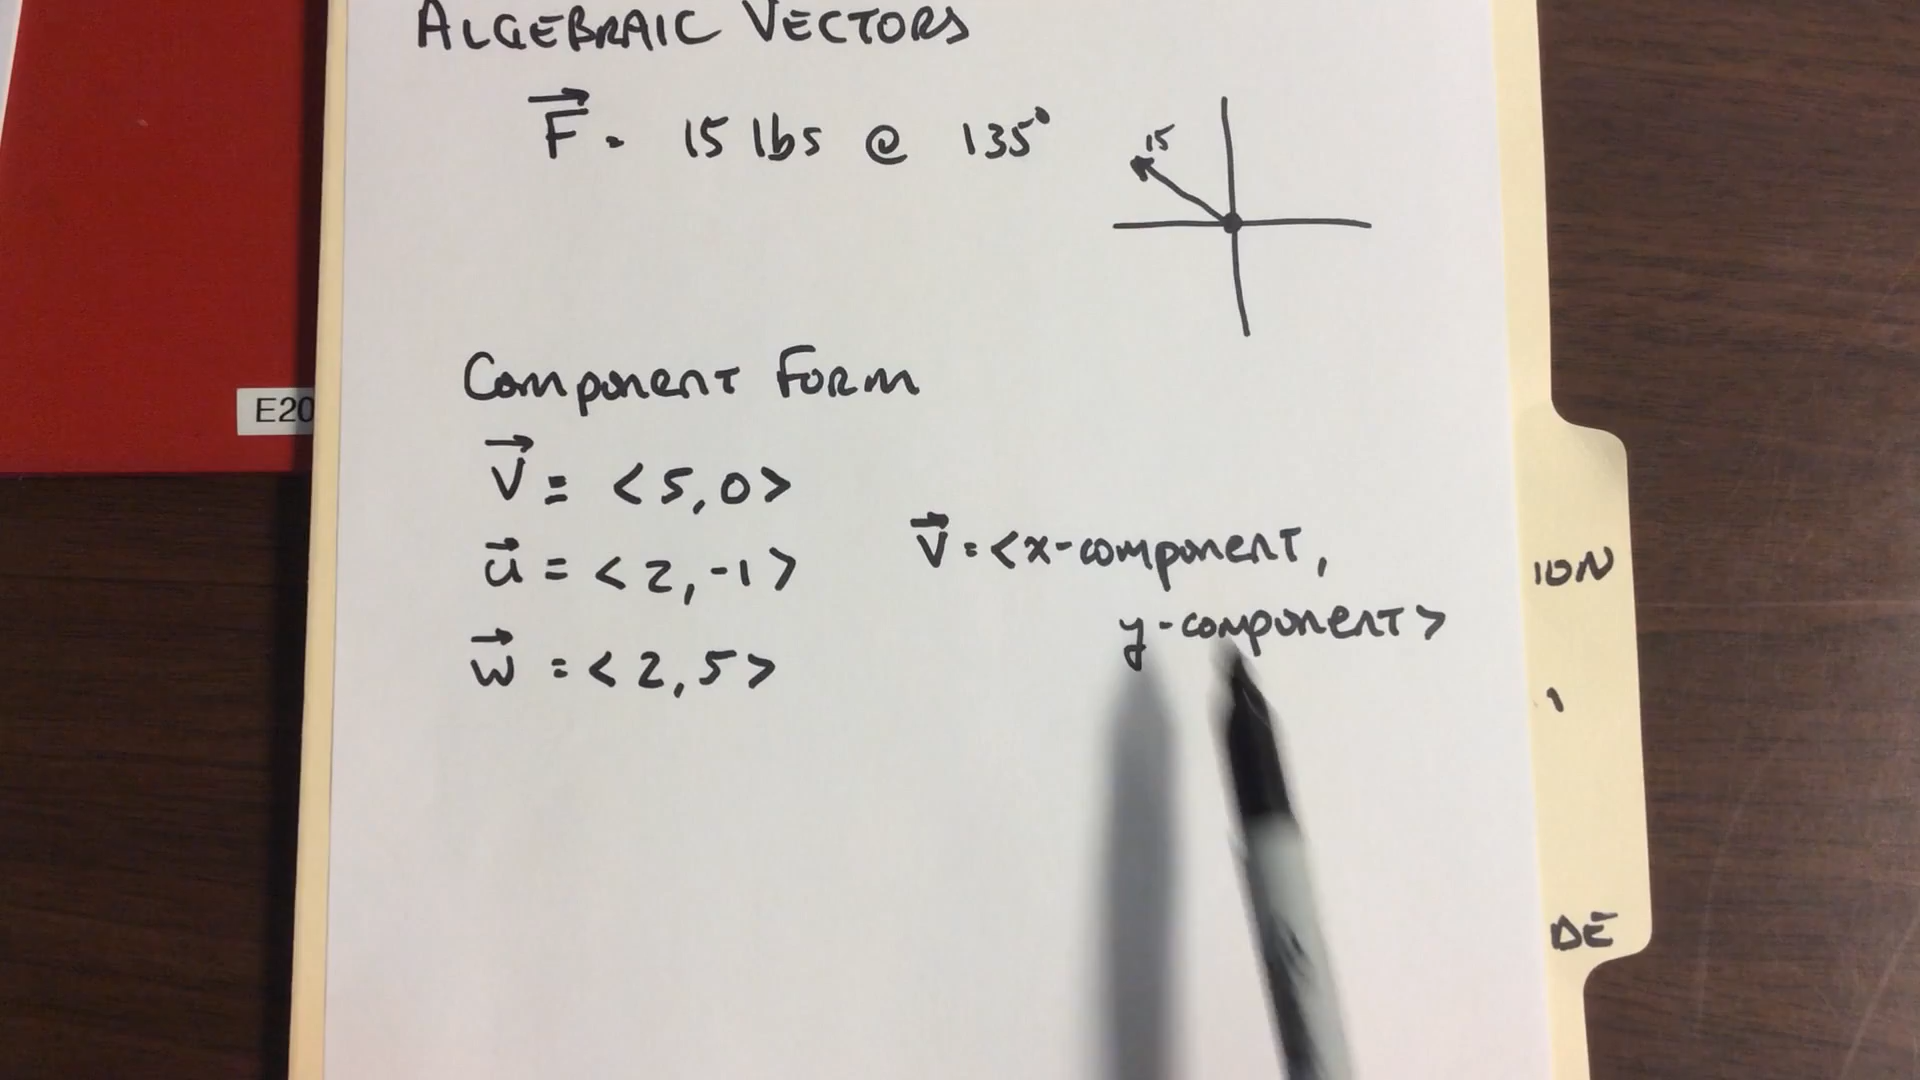 ALGEBRAIC VECTORS
F = 15 lbs @ 135°
15
COMPONENT FORM
E20
V = <5,0>
u = <2,-1>
w = <2,5>
V = <x-component,
y-component>
ION
DE